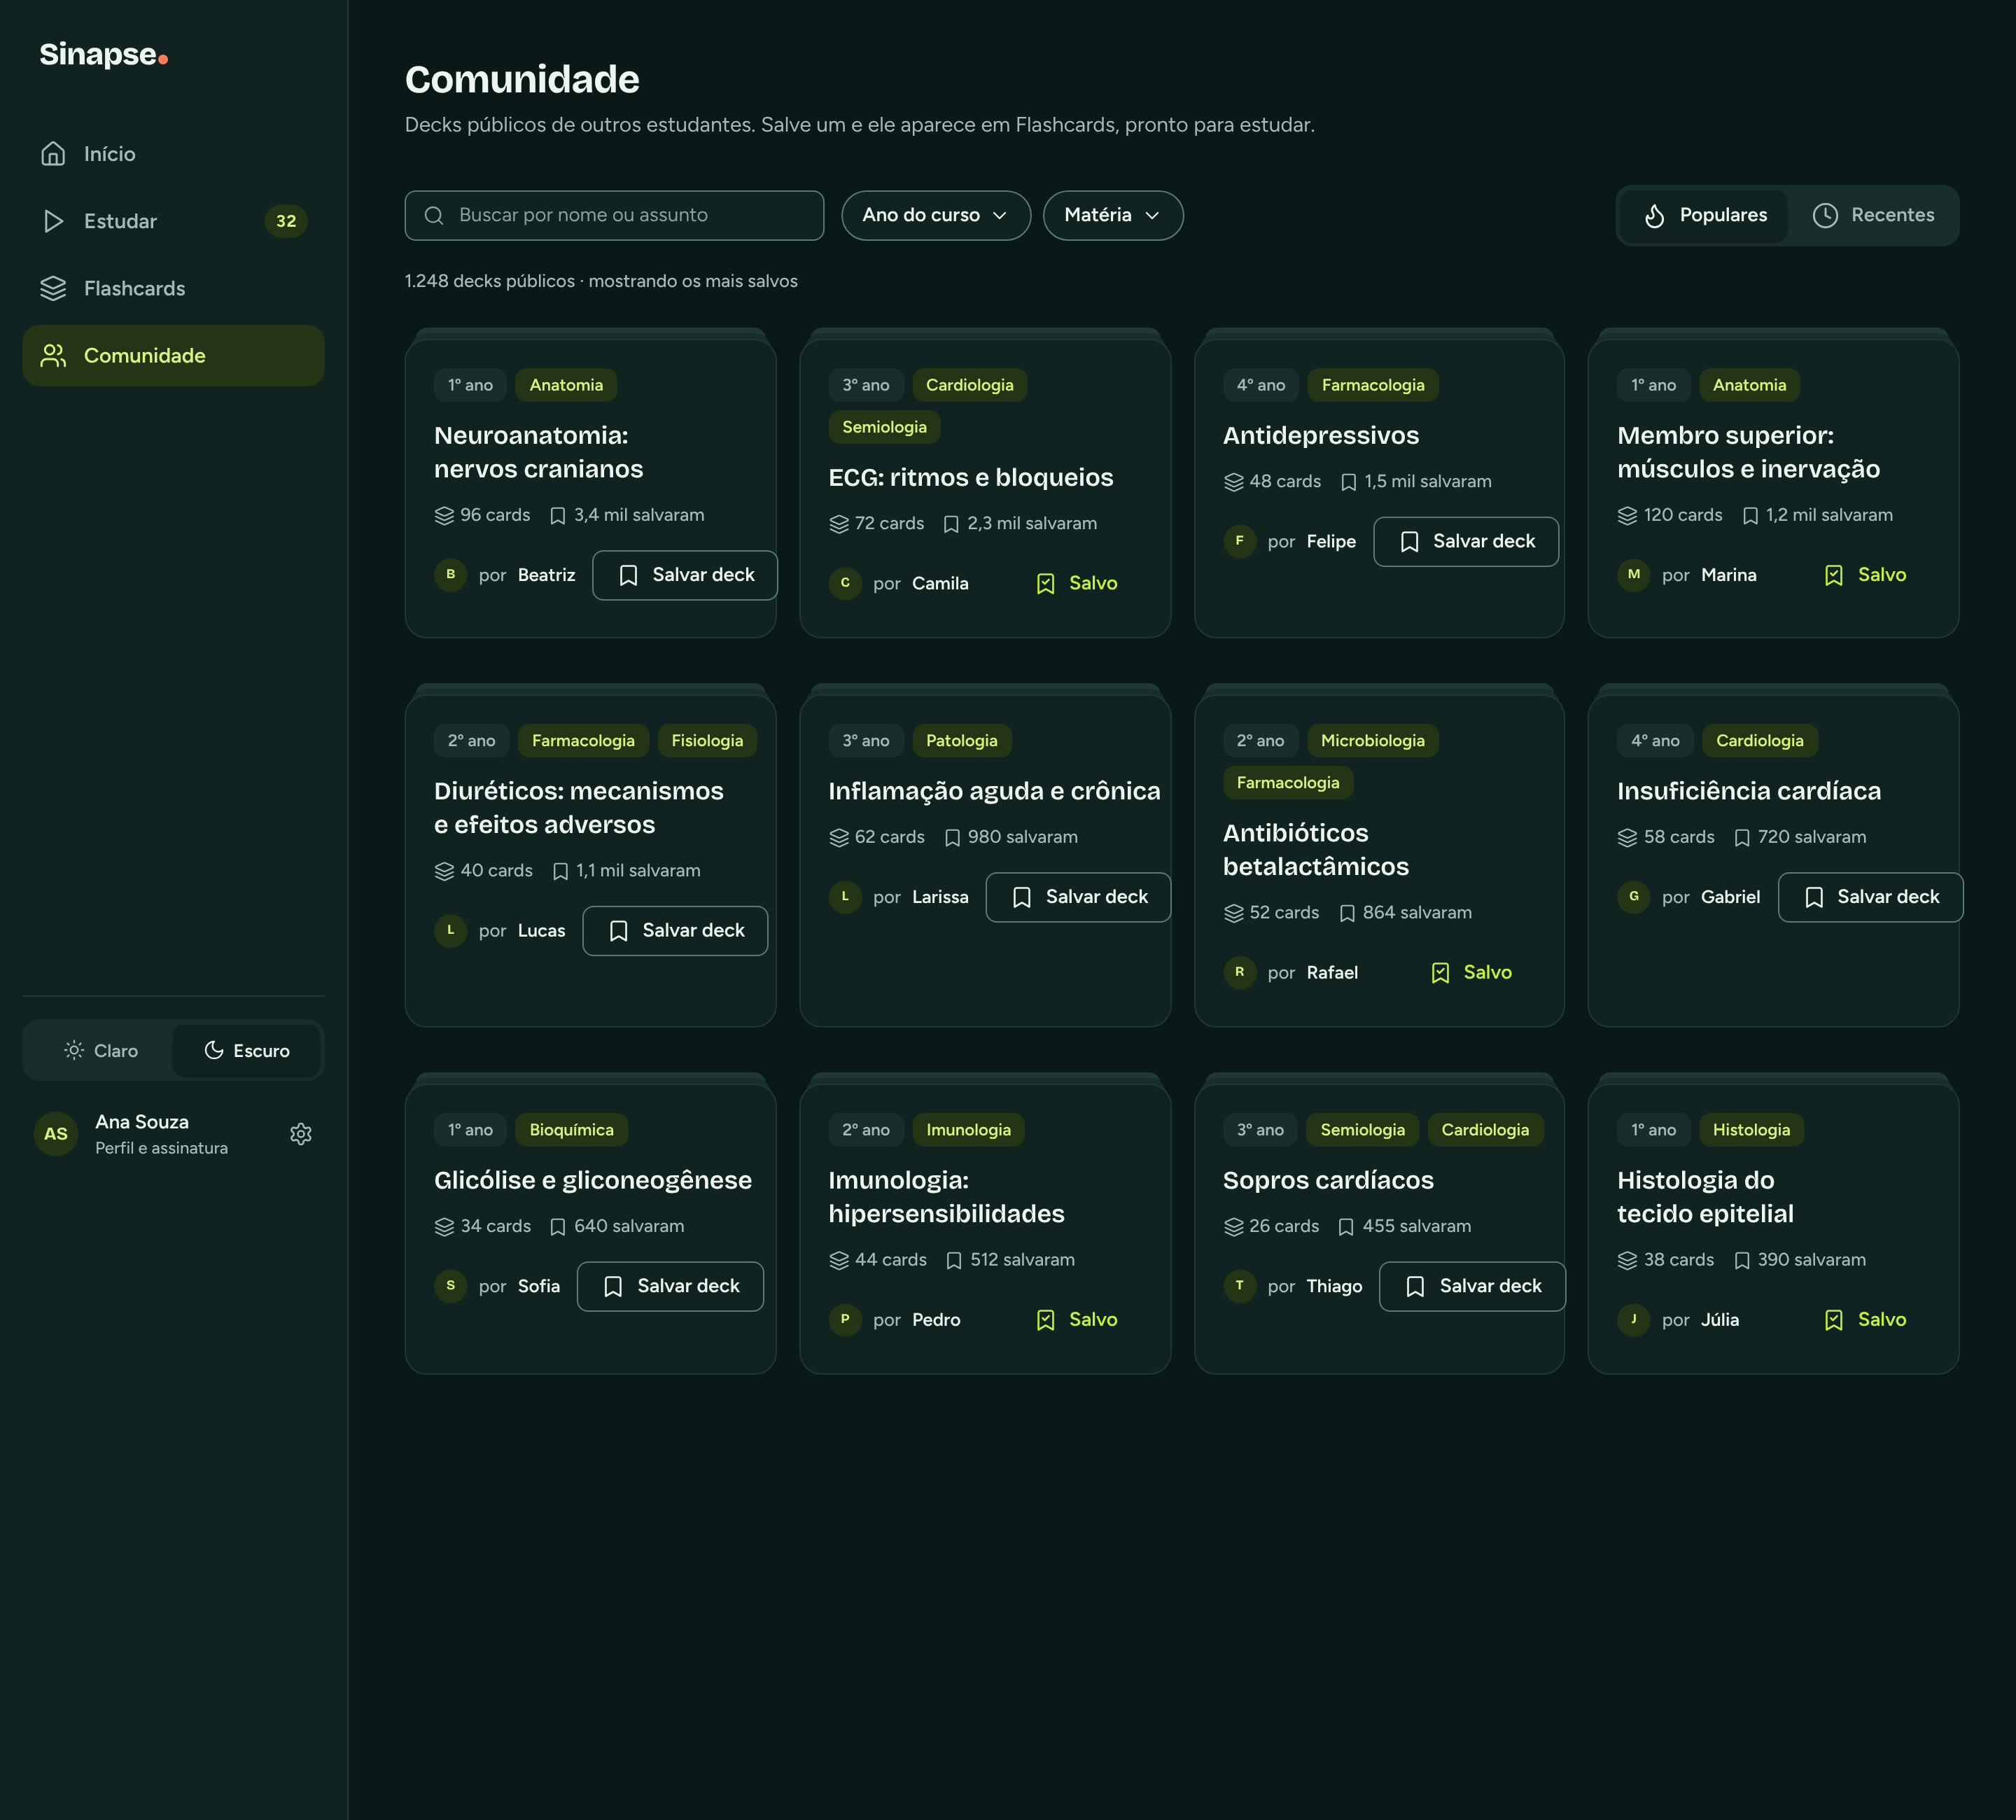 Sinapse.
Início
Estudar 32
Flashcards
Comunidade
Claro Escuro
AS Ana Souza
Perfil e assinatura
Comunidade
Decks públicos de outros estudantes. Salve um e ele aparece em Flashcards, pronto para estudar.
Buscar por nome ou assunto
Ano do curso
Matéria
Populares
Recentes
1.248 decks públicos · mostrando os mais salvos
1º ano Anatomia
Neuroanatomia:
nervos cranianos
96 cards 3,4 mil salvaram
B por Beatriz Salvar deck
3º ano Cardiologia
Semiologia
ECG: ritmos e bloqueios
72 cards 2,3 mil salvaram
C por Camila Salvo
4º ano Farmacologia
Antidepressivos
48 cards 1,5 mil salvaram
F por Felipe Salvar deck
1º ano Anatomia
Membro superior:
músculos e inervação
120 cards 1,2 mil salvaram
M por Marina Salvo
2º ano Farmacologia Fisiologia
Diuréticos: mecanismos
e efeitos adversos
40 cards 1,1 mil salvaram
L por Lucas Salvar deck
3º ano Patologia
Inflamação aguda e crônica
62 cards 980 salvaram
L por Larissa Salvar deck
2º ano Microbiologia
Farmacologia
Antibióticos
betalactâmicos
52 cards 864 salvaram
R por Rafael Salvo
4º ano Cardiologia
Insuficiência cardíaca
58 cards 720 salvaram
G por Gabriel Salvar deck
1º ano Bioquímica
Glicólise e gliconeogênese
34 cards 640 salvaram
S por Sofia Salvar deck
2º ano Imunologia
Imunologia:
hipersensibilidades
44 cards 512 salvaram
P por Pedro Salvo
3º ano Semiologia Cardiologia
Sopros cardíacos
26 cards 455 salvaram
T por Thiago Salvar deck
1º ano Histologia
Histologia do
tecido epitelial
38 cards 390 salvaram
J por Júlia Salvo